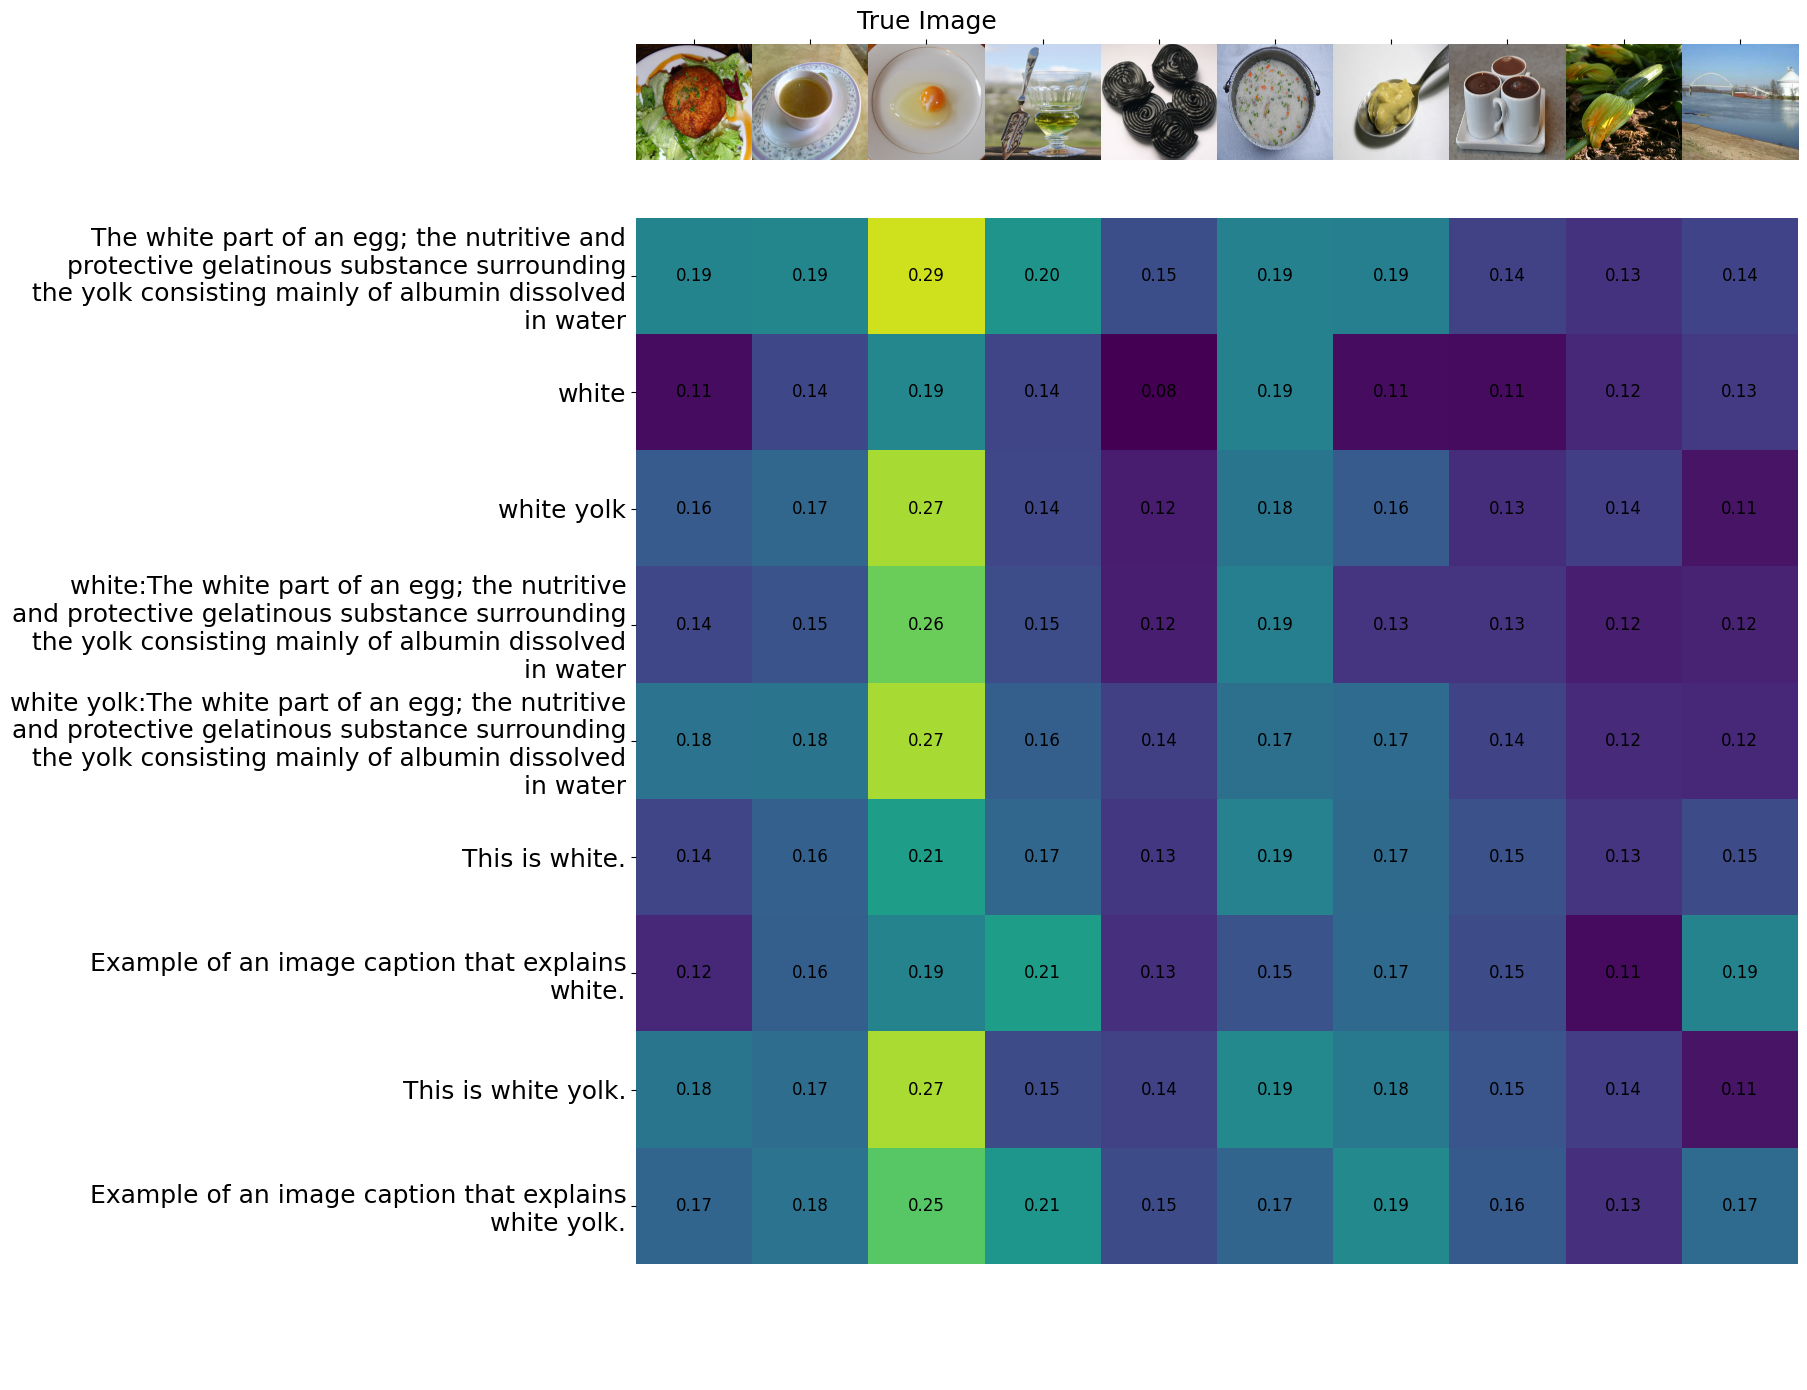 True Image
The white part of an egg; the nutritive and
protective gelatinous substance surrounding
the yolk consisting mainly of albumin dissolved
in water
0.19 0.19 0.29 0.20 0.15 0.19 0.19 0.14 0.13 0.14
white
0.11 0.14 0.19 0.14 0.08 0.19 0.11 0.11 0.12 0.13
white yolk
0.16 0.17 0.27 0.14 0.12 0.18 0.16 0.13 0.14 0.11
white:The white part of an egg; the nutritive
and protective gelatinous substance surrounding
the yolk consisting mainly of albumin dissolved
in water
0.14 0.15 0.26 0.15 0.12 0.19 0.13 0.13 0.12 0.12
white yolk:The white part of an egg; the nutritive
and protective gelatinous substance surrounding
the yolk consisting mainly of albumin dissolved
in water
0.18 0.18 0.27 0.16 0.14 0.17 0.17 0.14 0.12 0.12
This is white.
0.14 0.16 0.21 0.17 0.13 0.19 0.17 0.15 0.13 0.15
Example of an image caption that explains
white.
0.12 0.16 0.19 0.21 0.13 0.15 0.17 0.15 0.11 0.19
This is white yolk.
0.18 0.17 0.27 0.15 0.14 0.19 0.18 0.15 0.14 0.11
Example of an image caption that explains
white yolk.
0.17 0.18 0.25 0.21 0.15 0.17 0.19 0.16 0.13 0.17